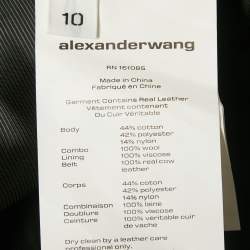 10
alexanderwang
RN 161085
Made in China
Fabriqué en Chine
Garment Contains Real Leather
Vêtement contenant
Du Cuir Véritable
Body 44% cotton
42% polyester
14% nylon
Combo 100% wool
Lining 100% viscose
Belt: 100% real cow
leather
Corps 44% coton
42% polyester
14% nylon
Combinaison 100% laine
Doublure 100% viscose
Ceinture 100% véritable cuir
de vache
Dry clean by a leather care
professional only.